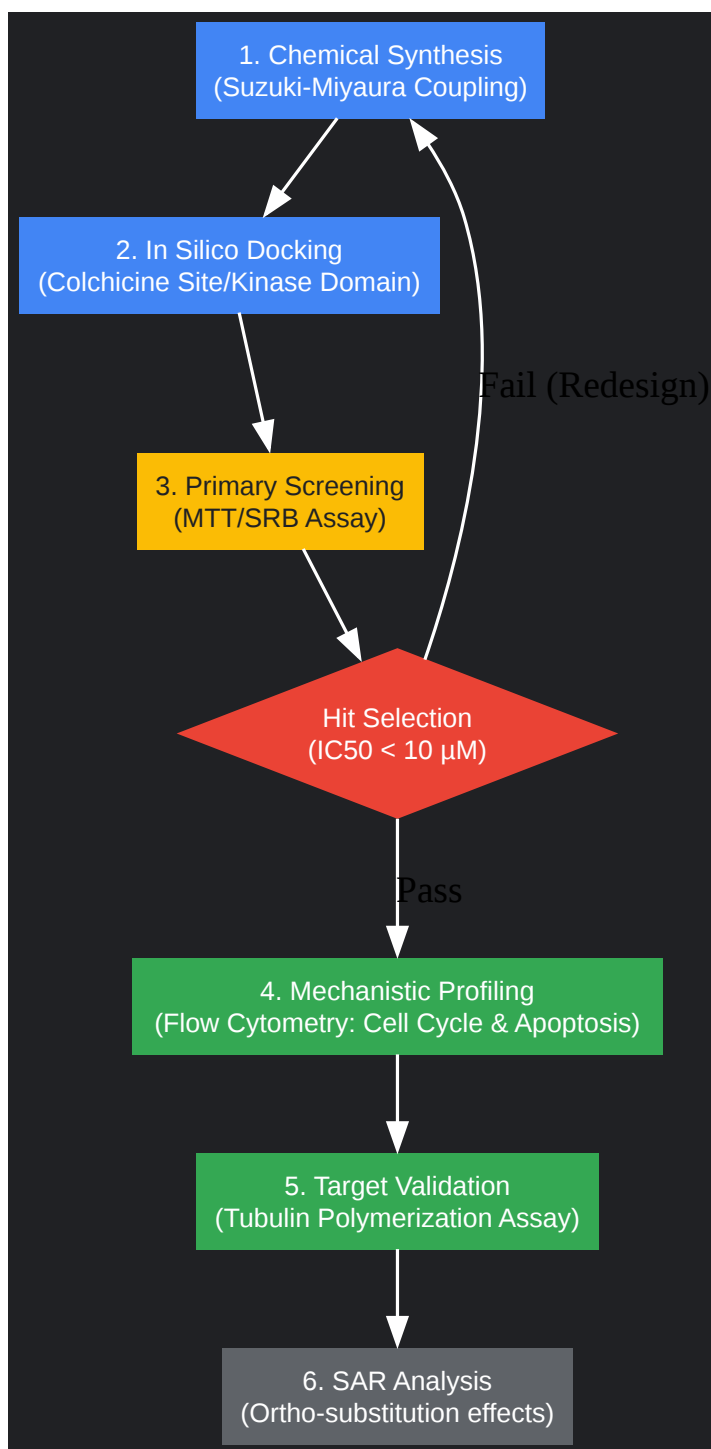 1. Chemical Synthesis
(Suzuki-Miyaura Coupling)
2. In Silico Docking
(Colchicine Site/Kinase Domain)
Fail (Redesign)
3. Primary Screening
(MTT/SRB Assay)
Hit Selection
(IC50 < 10 µM)
Pass
4. Mechanistic Profiling
(Flow Cytometry: Cell Cycle & Apoptosis)
5. Target Validation
(Tubulin Polymerization Assay)
6. SAR Analysis
(Ortho-substitution effects)